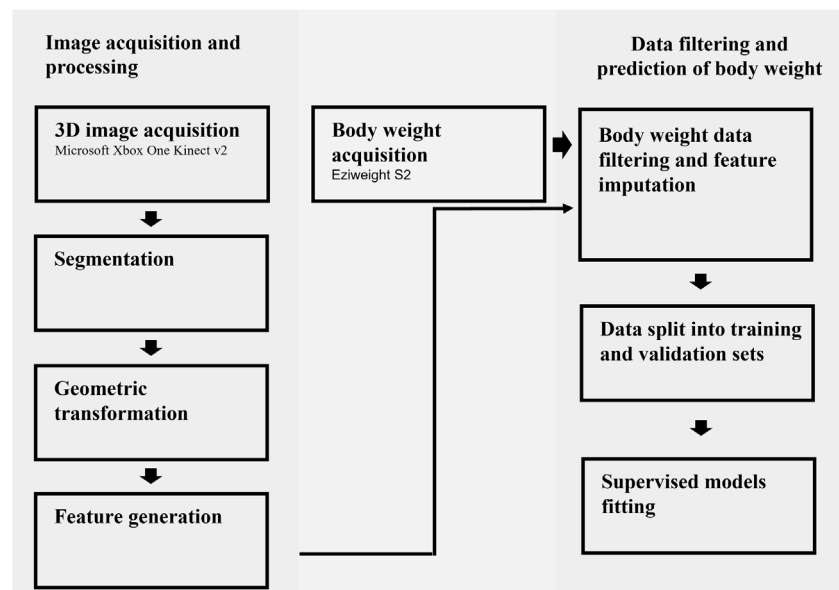 Image acquisition and
processing
3D image acquisition
Microsoft Xbox One Kinect v2
Segmentation
Geometric
transformation
Feature generation
Body weight
acquisition
Eziweight S2
Data filtering and
prediction of body weight
Body weight data
filtering and feature
imputation
Data split into training
and validation sets
Supervised models
fitting